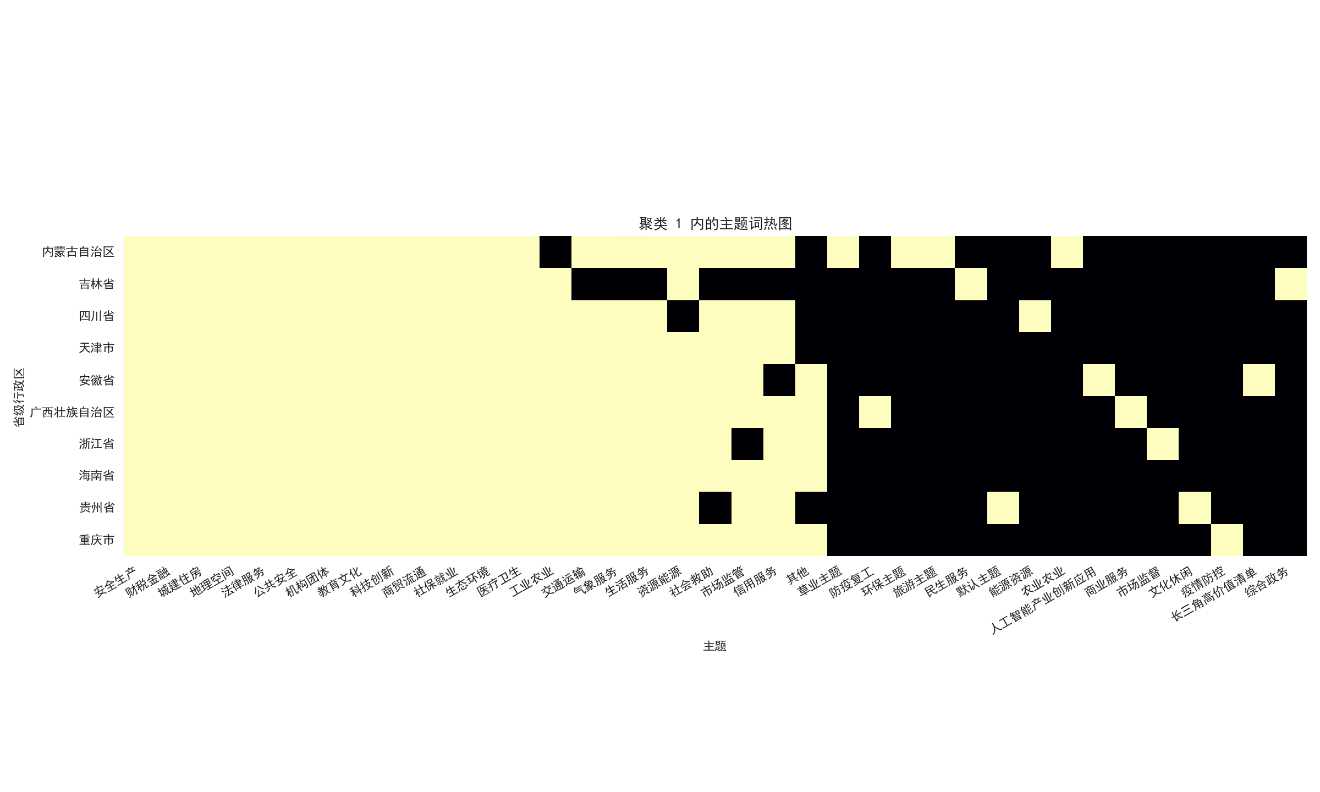 聚类 1 内的主题词热图
省级行政区
内蒙古自治区
吉林省
四川省
天津市
安徽省
广西壮族自治区
浙江省
海南省
贵州省
重庆市
安全生产
财税金融
城建住房
地理空间
法律服务
公共安全
机构团体
教育文化
科技创新
商贸流通
社保就业
生态环境
医疗卫生
工业农业
交通运输
气象服务
生活服务
资源能源
社会救助
市场监管
信用服务
其他
草业主题
防疫复工
环保主题
旅游主题
民生服务
默认主题
能源资源
农业农业
人工智能产业创新应用
商业服务
市场监督
文化休闲
疫情防控
长三角高价值清单
综合政务
主题